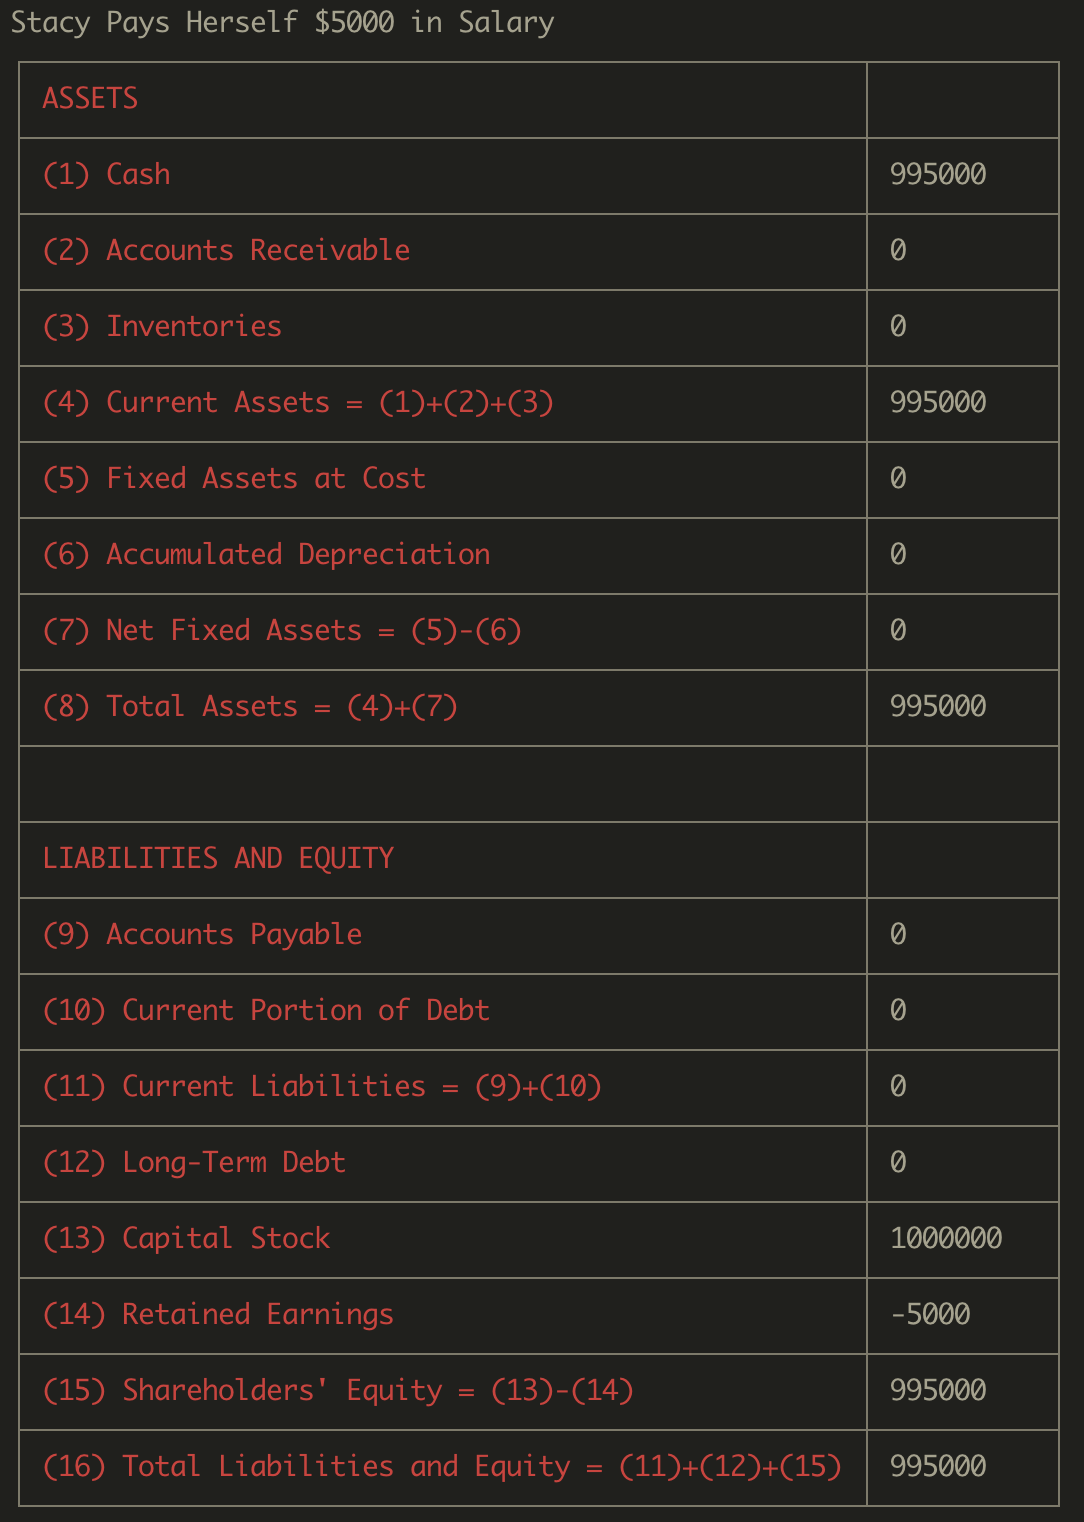 Stacy Pays Herself $5000 in Salary
ASSETS
(1) Cash 995000
(2) Accounts Receivable 0
(3) Inventories 0
(4) Current Assets = (1)+(2)+(3) 995000
(5) Fixed Assets at Cost 0
(6) Accumulated Depreciation 0
(7) Net Fixed Assets = (5)-(6) 0
(8) Total Assets = (4)+(7) 995000
LIABILITIES AND EQUITY
(9) Accounts Payable 0
(10) Current Portion of Debt 0
(11) Current Liabilities = (9)+(10) 0
(12) Long-Term Debt 0
(13) Capital Stock 1000000
(14) Retained Earnings -5000
(15) Shareholders' Equity = (13)-(14) 995000
(16) Total Liabilities and Equity = (11)+(12)+(15) 995000